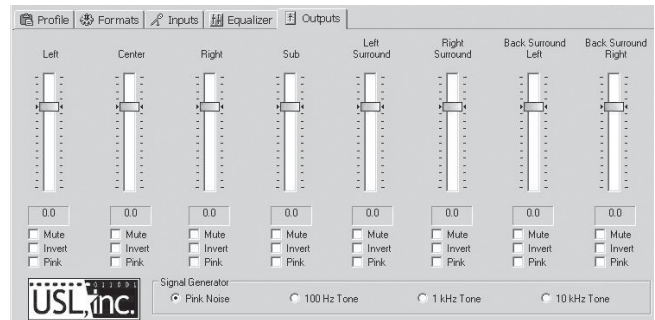 Profile Formats Inputs Equalizer Outputs
Left Center Right Sub Left Surround Right Surround Back Surround Left Back Surround Right
0.0 0.0 0.0 0.0 0.0 0.0 0.0 0.0
Mute Mute Mute Mute Mute Mute Mute Mute
Invert Invert Invert Invert Invert Invert Invert Invert
Pink Pink Pink Pink Pink Pink Pink Pink
011001
USL, inc.
Signal Generator
Pink Noise 100 Hz Tone 1 kHz Tone 10 kHz Tone